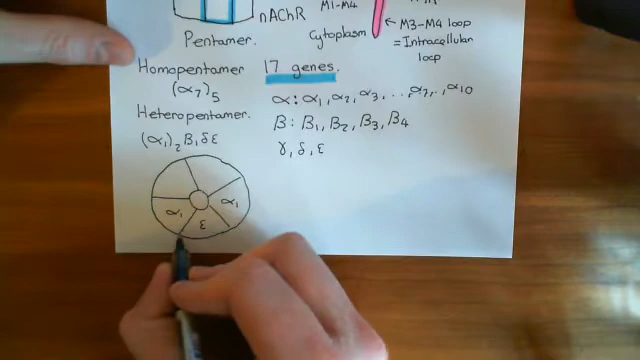 nAChR
M1-M4
Pentamer.
Cytoplasm
← M3-M4 loop
= Intracellular
loop
Homopentamer
(α7)5
17 genes.
α: α1, α2, α3, ..., α7, .., α10
Heteropentamer.
(α1)2 β1 δ ε
β: β1, β2, β3, β4
γ, δ, ε
α1
ε
α1